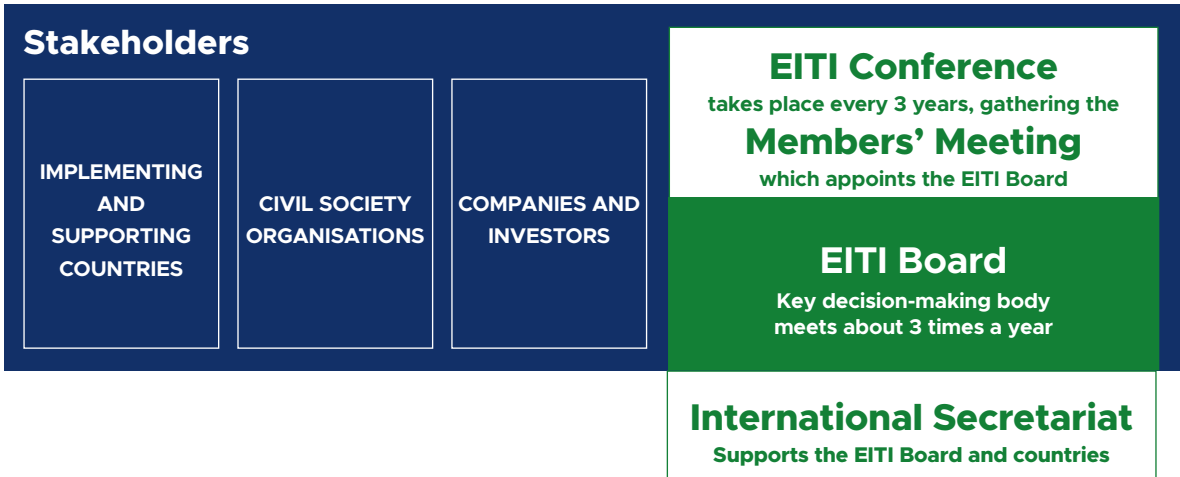 Stakeholders
IMPLEMENTING
AND
SUPPORTING
COUNTRIES
CIVIL SOCIETY
ORGANISATIONS
COMPANIES AND
INVESTORS
EITI Conference
takes place every 3 years, gathering the
Members’ Meeting
which appoints the EITI Board
EITI Board
Key decision-making body
meets about 3 times a year
International Secretariat
Supports the EITI Board and countries